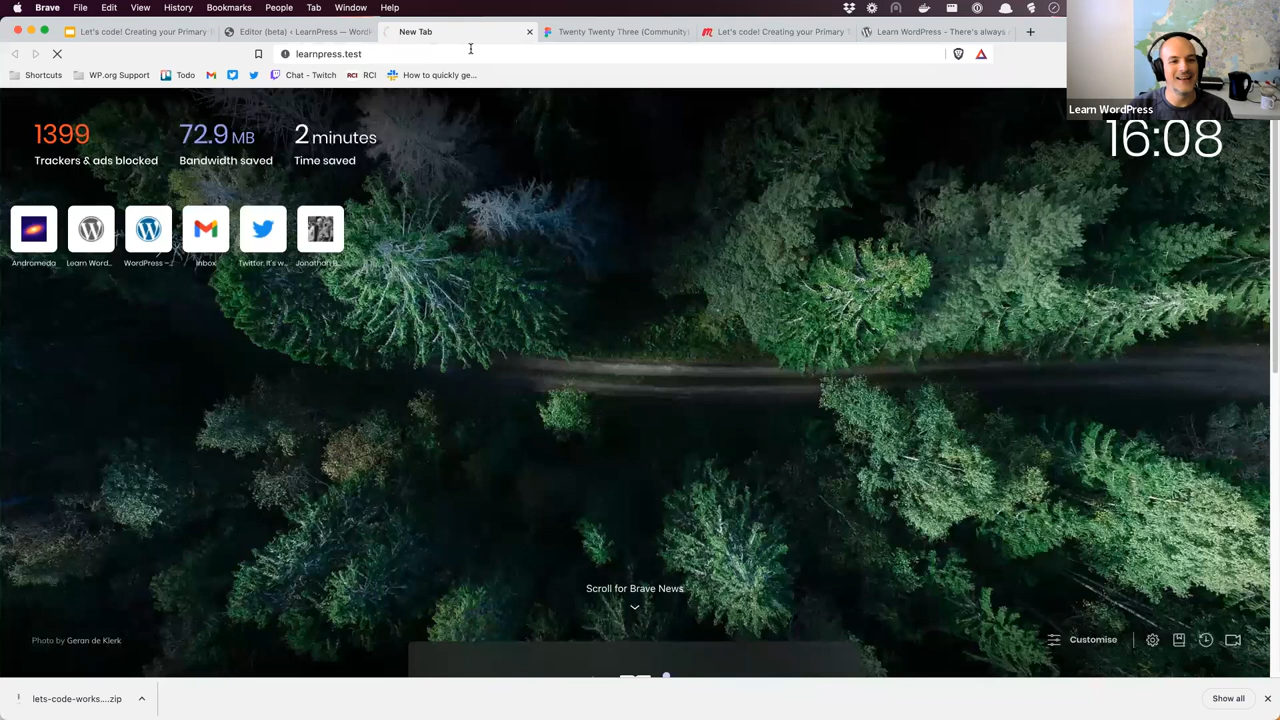 Brave File Edit View History Bookmarks People Tab Window Help
Let's code! Creating your Primary
Editor (beta) ‹ LearnPress — Word
New Tab
Twenty Twenty Three (Community)
Let's code! Creating your Primary
Learn WordPress - There's always
learnpress.test
Shortcuts WP.org Support Todo Chat - Twitch RCI RCI How to quickly ge...
Learn WordPress
1399 72.9 MB 2 minutes
Trackers & ads blocked Bandwidth saved Time saved
16:08
Andromeda Learn Word... WordPress –... Inbox Twitter. It's w... Jonathan B...
Scroll for Brave News
Photo by Geran de Klerk
Customise
lets-code-works....zip
Show all